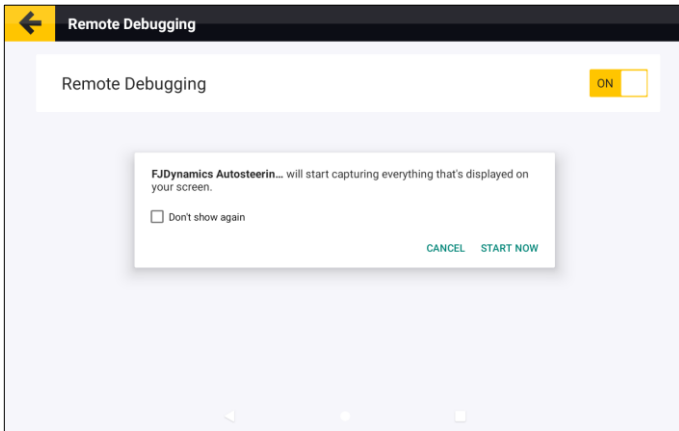 Remote Debugging
Remote Debugging
ON
FJDynamics Autosteerin... will start capturing everything that's displayed on
your screen.
Don't show again
CANCEL START NOW